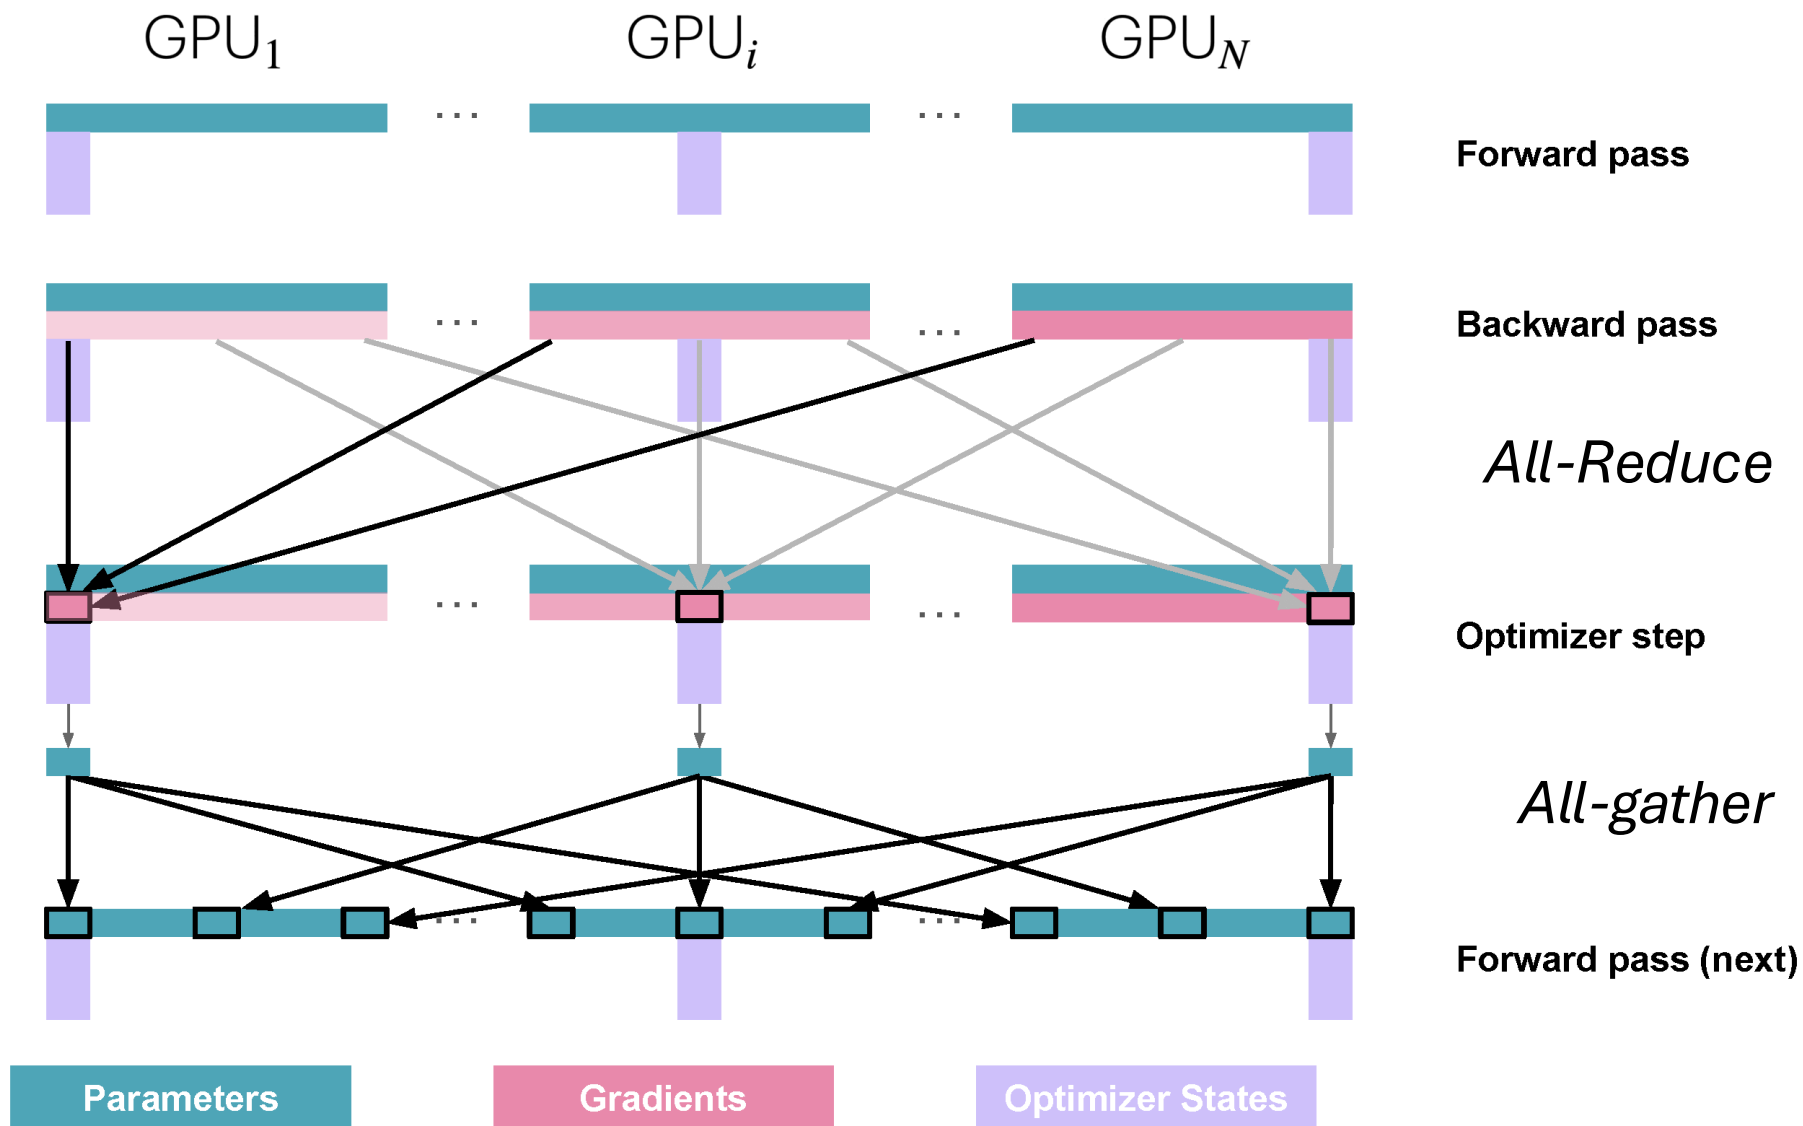 GPU₁ GPUᵢ GPU_N
... ...
Forward pass
... ...
Backward pass
All-Reduce
... ...
Optimizer step
All-gather
... ...
Forward pass (next)
Parameters Gradients Optimizer States